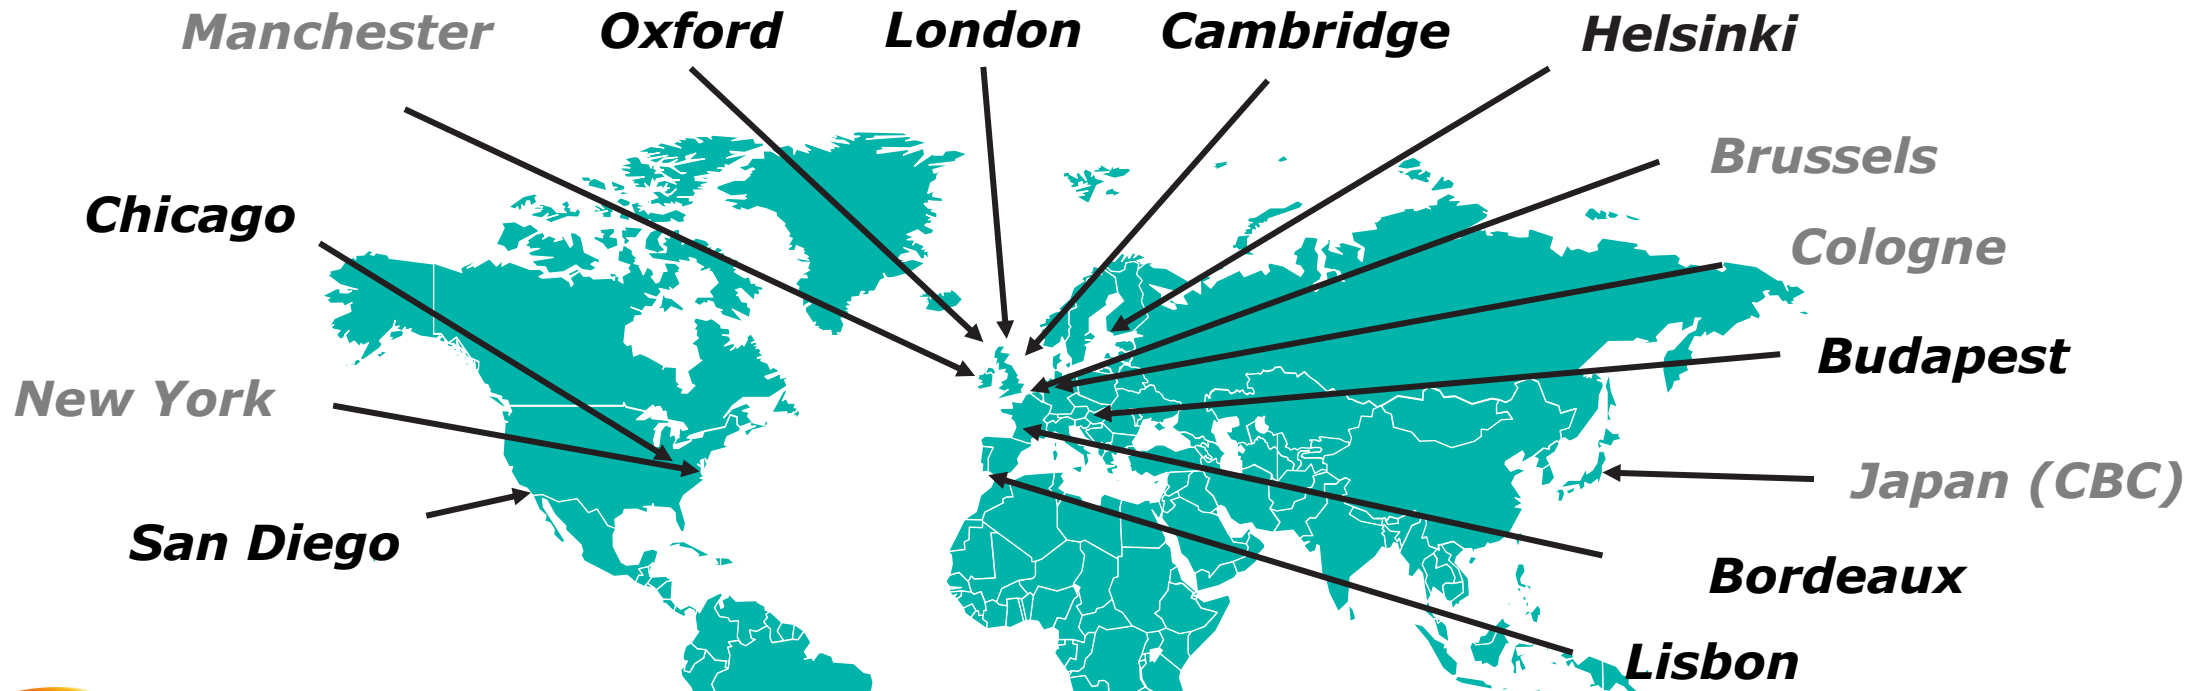 Manchester
Oxford
London
Cambridge
Helsinki
Brussels
Chicago
Cologne
Budapest
New York
Japan (CBC)
San Diego
Bordeaux
Lisbon